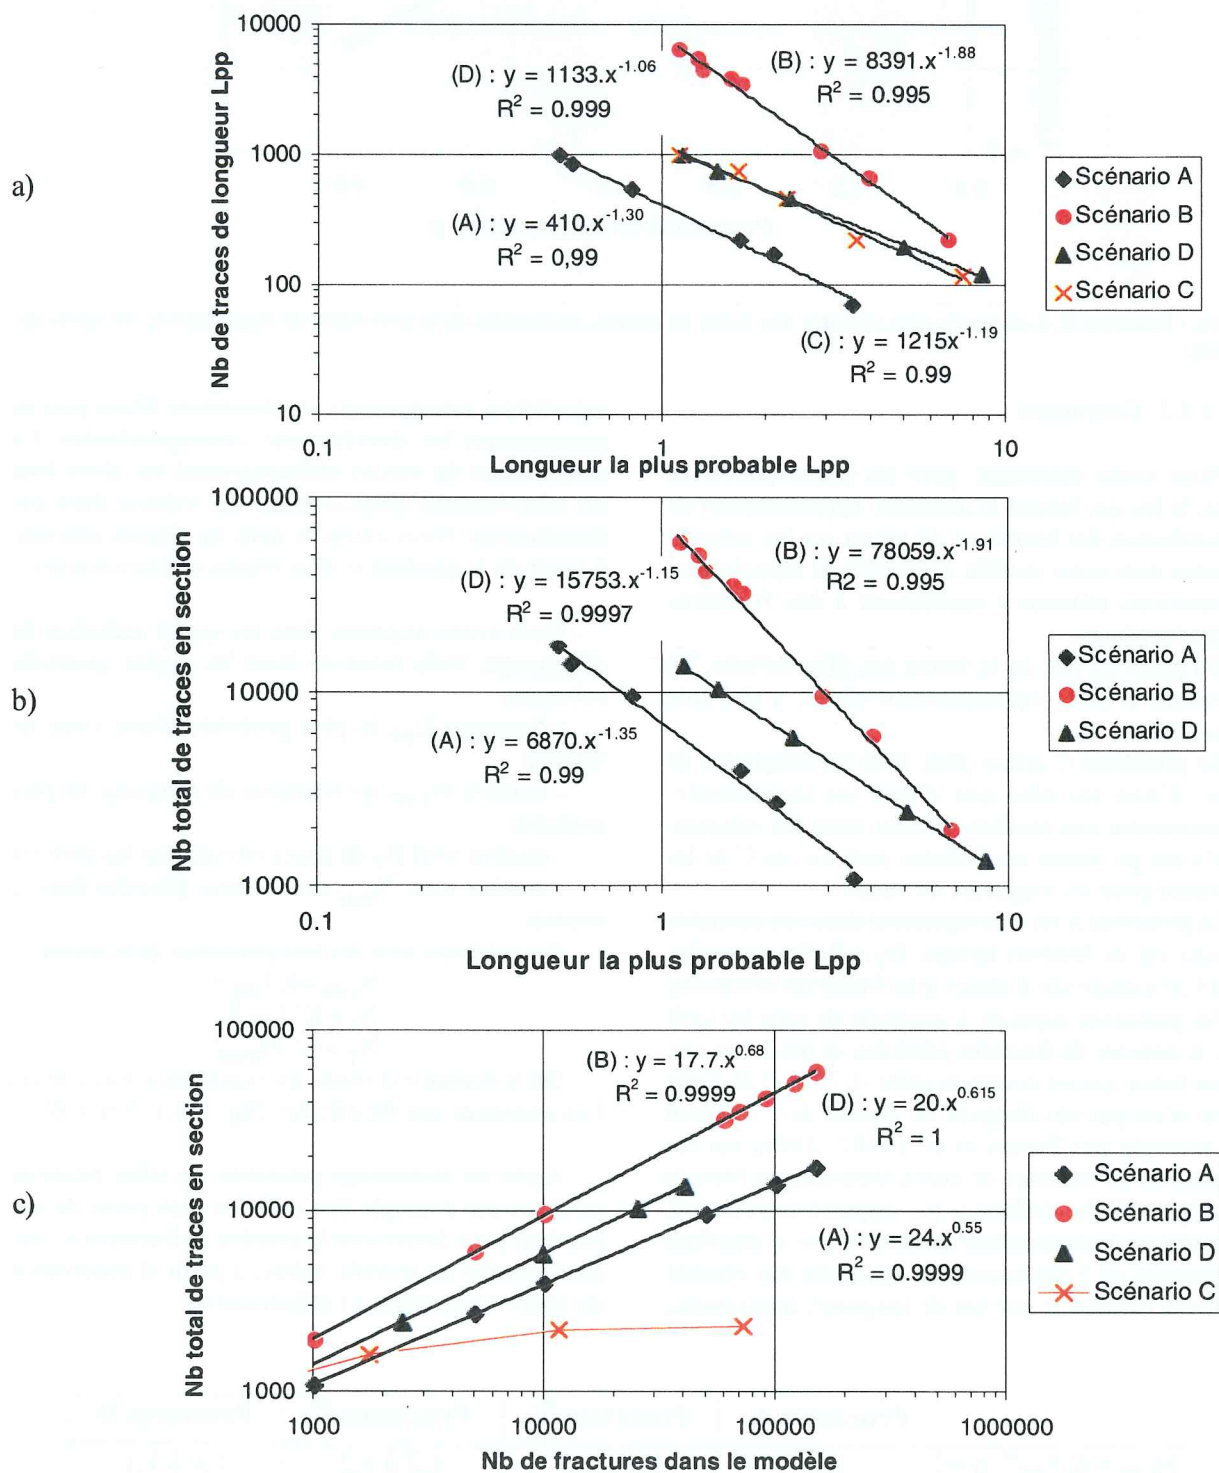 a)
Nb de traces de longueur Lpp
10000
1000
100
10
(D) : y = 1133.x^-1.06
R² = 0.999
(B) : y = 8391.x^-1.88
R² = 0.995
(A) : y = 410.x^-1,30
R² = 0,99
(C) : y = 1215x^-1.19
R² = 0.99
0.1
1
10
Longueur la plus probable Lpp
Scénario A
Scénario B
Scénario D
Scénario C
b)
Nb total de traces en section
100000
10000
1000
(D) : y = 15753.x^-1.15
R² = 0.9997
(B) : y = 78059.x^-1.91
R2 = 0.995
(A) : y = 6870.x^-1.35
R² = 0.99
0.1
1
10
Longueur la plus probable Lpp
Scénario A
Scénario B
Scénario D
c)
Nb total de traces en section
100000
10000
1000
(B) : y = 17.7.x^0.68
R² = 0.9999
(D) : y = 20.x^0.615
R² = 1
(A) : y = 24.x^0.55
R² = 0.9999
1000
10000
100000
1000000
Nb de fractures dans le modèle
Scénario A
Scénario B
Scénario D
Scénario C